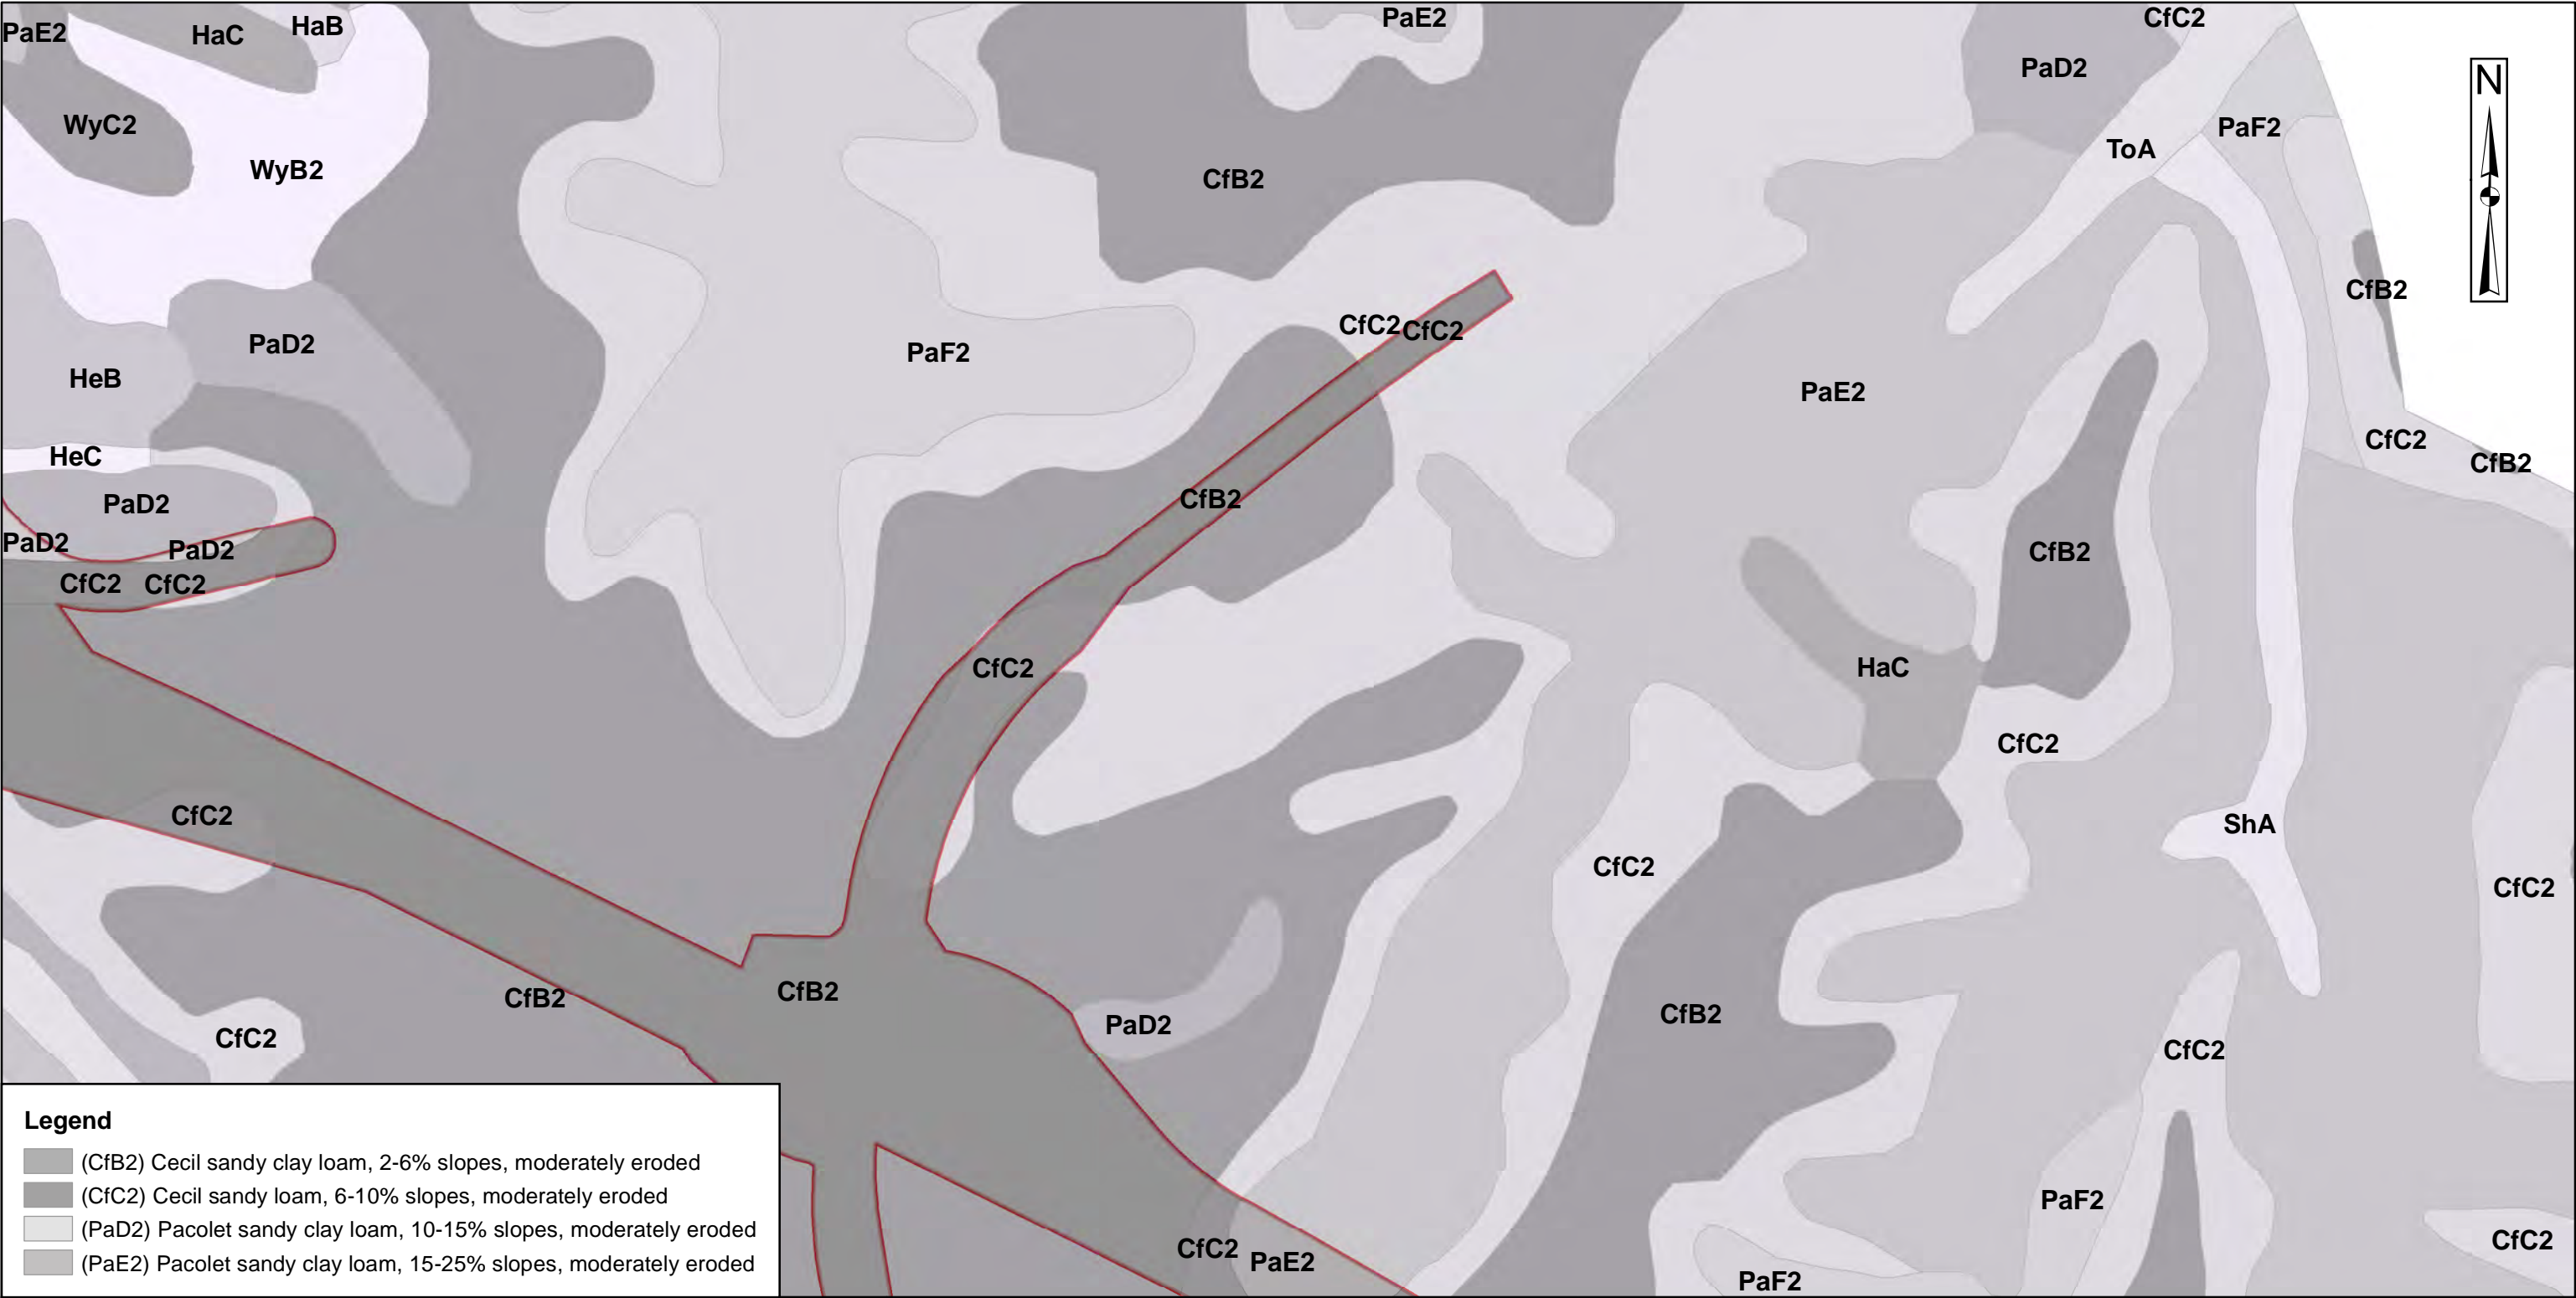 PaE2
HaC
HaB
PaE2
CfC2
PaD2
N
WyC2
PaF2
ToA
WyB2
CfB2
CfB2
CfC2
CfC2
PaD2
PaF2
HeB
PaE2
CfC2
CfB2
HeC
CfB2
PaD2
PaD2
PaD2
CfB2
CfC2
CfC2
CfC2
HaC
CfC2
CfC2
ShA
CfC2
CfC2
CfB2
CfB2
CfB2
PaD2
CfC2
CfC2
PaF2
CfC2
CfC2
PaE2
PaF2
Legend
(CfB2) Cecil sandy clay loam, 2-6% slopes, moderately eroded
(CfC2) Cecil sandy loam, 6-10% slopes, moderately eroded
(PaD2) Pacolet sandy clay loam, 10-15% slopes, moderately eroded
(PaE2) Pacolet sandy clay loam, 15-25% slopes, moderately eroded